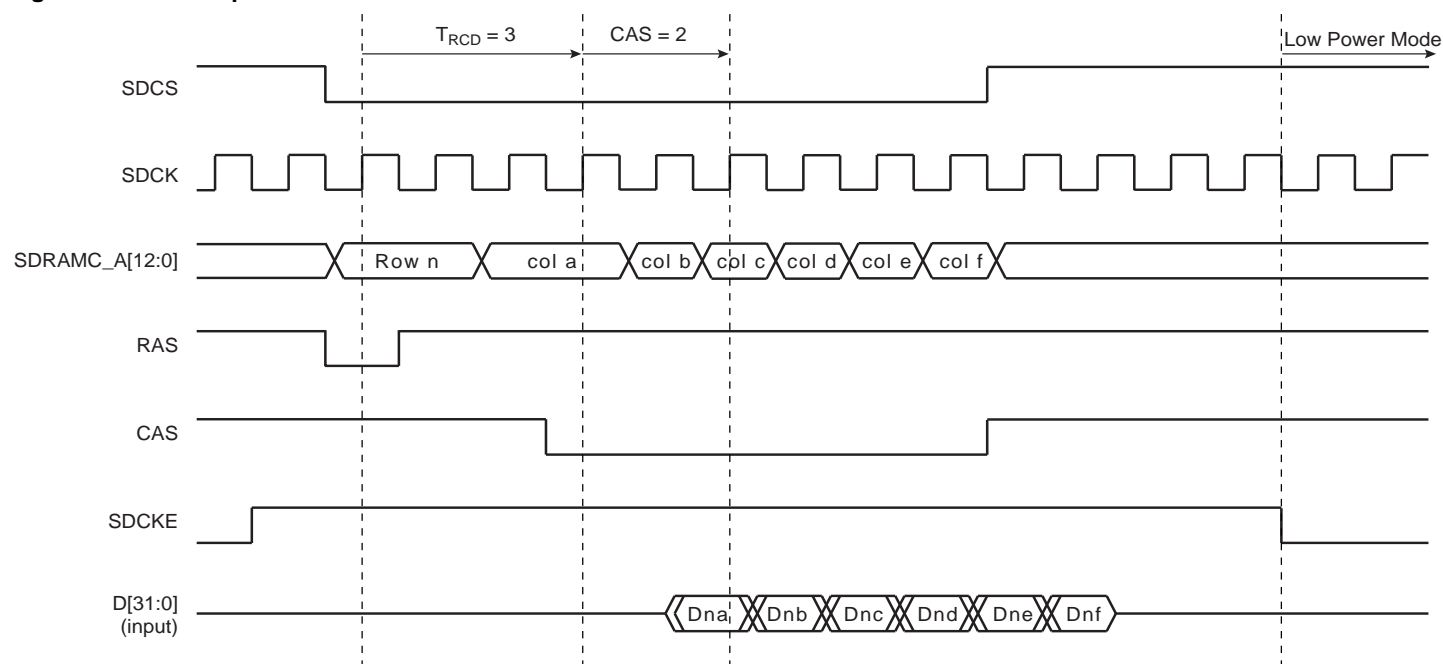 T_RCD = 3
CAS = 2
Low Power Mode
SDCS
SDCK
SDRAMC_A[12:0]
Row n
col a
col b
col c
col d
col e
col f
RAS
CAS
SDCKE
D[31:0]
(input)
Dna
Dnb
Dnc
Dnd
Dne
Dnf